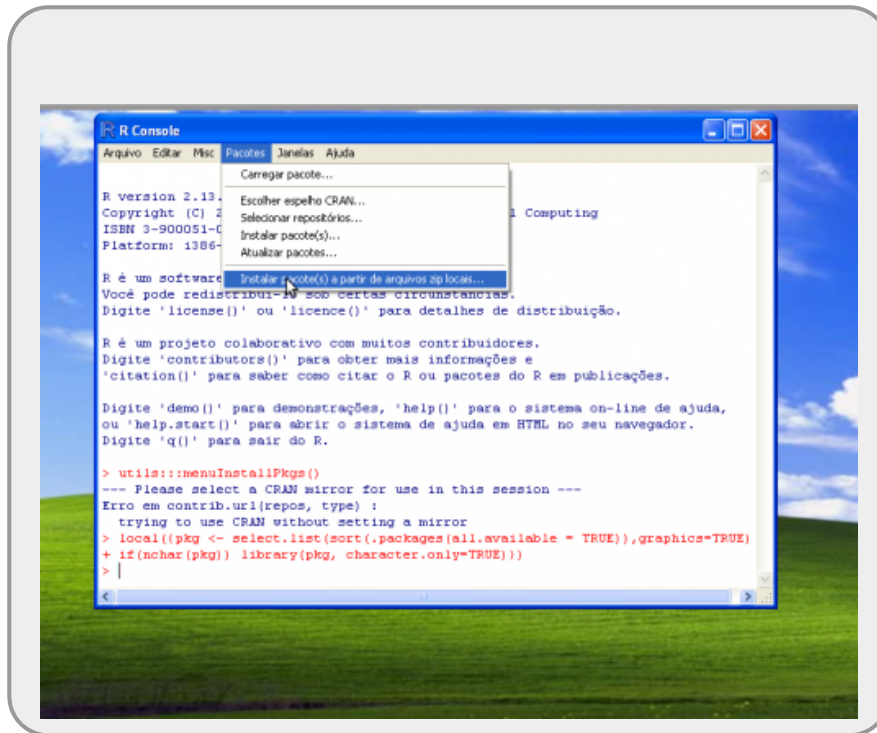 R Console
Arquivo Editar Misc Pacotes Janelas Ajuda
Carregar pacote...
Escolher espelho CRAN...
Selecionar repositórios...
Instalar pacote(s)...
Atualizar pacotes...
Instalar pacote(s) a partir de arquivos zip locais...
R version 2.13.
Copyright (C) 2 l Computing
ISBN 3-900051-0
Platform: i386-
R é um software
Você pode redistribuí-lo sob certas circunstâncias.
Digite 'license()' ou 'licence()' para detalhes de distribuição.
R é um projeto colaborativo com muitos contribuidores.
Digite 'contributors()' para obter mais informações e
'citation()' para saber como citar o R ou pacotes do R em publicações.
Digite 'demo()' para demonstrações, 'help()' para o sistema on-line de ajuda,
ou 'help.start()' para abrir o sistema de ajuda em HTML no seu navegador.
Digite 'q()' para sair do R.
> utils:::menuInstallPkgs()
--- Please select a CRAN mirror for use in this session ---
Erro em contrib.url(repos, type) :
trying to use CRAN without setting a mirror
> local((pkg <- select.list(sort(.packages(all.available = TRUE)),graphics=TRUE)
+ if(nchar(pkg)) library(pkg, character.only=TRUE)))
>